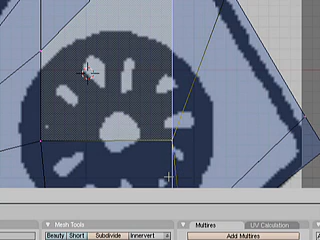 Mesh Tools
Multires
UV Calculation
Beauty
Short
Subdivide
Innervert
Add Multires